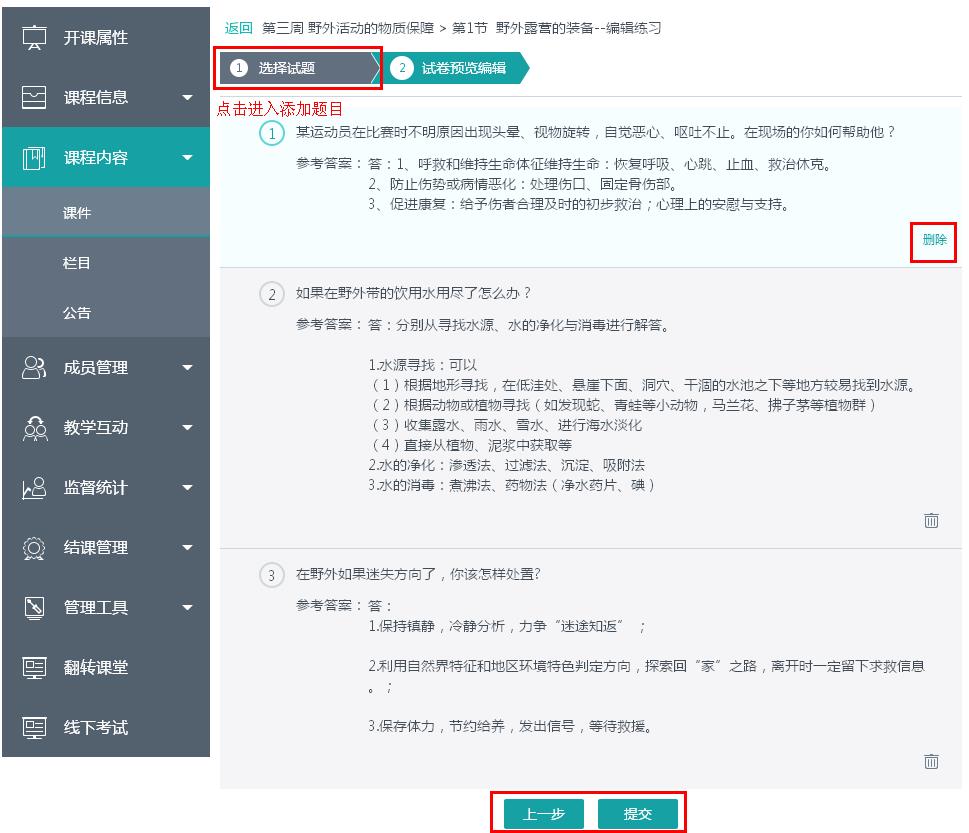 开课属性
课程信息
课程内容
课件
栏目
公告
成员管理
教学互动
监督统计
结课管理
管理工具
翻转课堂
线下考试
返回 第三周 野外活动的物质保障 > 第1节 野外露营的装备--编辑练习
1 选择试题 2 试卷预览编辑
点击进入添加题目
1 某运动员在比赛时不明原因出现头晕、视物旋转，自觉恶心、呕吐不止。在现场的你如何帮助他？
参考答案： 答：1、呼救和维持生命体征维持生命：恢复呼吸、心跳、止血、救治休克。
2、防止伤势或病情恶化：处理伤口、固定骨伤部。
3、促进康复：给予伤者合理及时的初步救治；心理上的安慰与支持。
删除
2 如果在野外带的饮用水用尽了怎么办？
参考答案： 答：分别从寻找水源、水的净化与消毒进行解答。
1.水源寻找：可以
（1）根据地形寻找，在低洼处、悬崖下面、洞穴、干涸的水池之下等地方较易找到水源。
（2）根据动物或植物寻找（如发现蛇、青蛙等小动物，马兰花、拂子茅等植物群）
（3）收集露水、雨水、雪水、进行海水淡化
（4）直接从植物、泥浆中获取等
2.水的净化：渗透法、过滤法、沉淀、吸附法
3.水的消毒：煮沸法、药物法（净水药片、碘）
3 在野外如果迷失方向了，你该怎样处置?
参考答案： 答：
1.保持镇静，冷静分析，力争“迷途知返” ；
2.利用自然界特征和地区环境特色判定方向，探索回“家”之路，离开时一定留下求救信息
。；
3.保存体力，节约给养，发出信号，等待救援。
上一步 提交